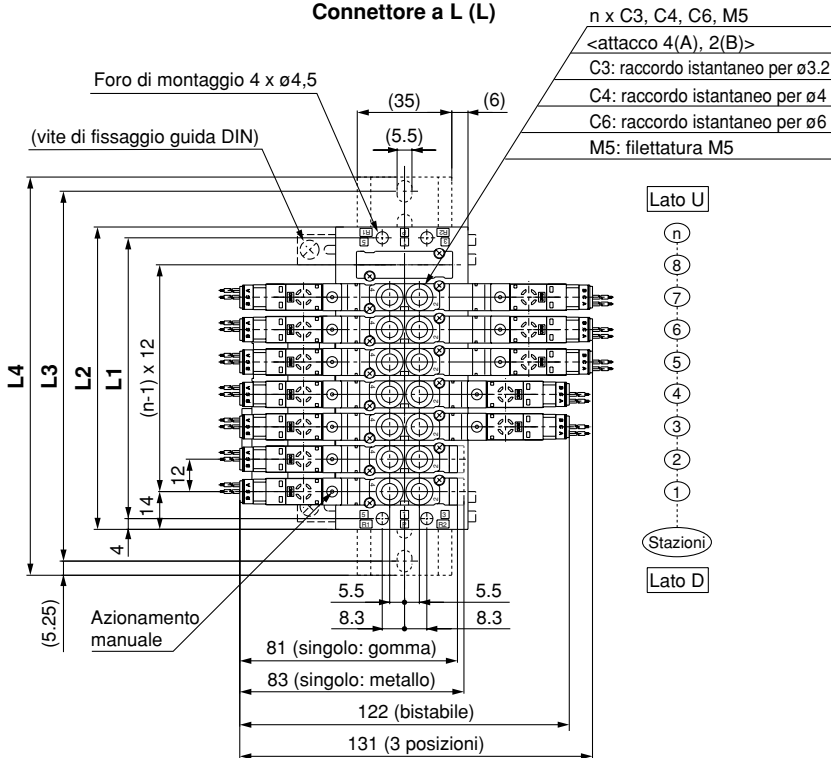 Connettore a L (L)
n x C3, C4, C6, M5
<attacco 4(A), 2(B)>
C3: raccordo istantaneo per ø3.2
C4: raccordo istantaneo per ø4
C6: raccordo istantaneo per ø6
M5: filettatura M5
Foro di montaggio 4 x ø4,5
(35)
(6)
(5.5)
(vite di fissaggio guida DIN)
Lato U
n
8
7
6
5
4
3
2
1
Stazioni
Lato D
L4
L3
L2
L1
(n-1) x 12
12
14
4
(5.25)
Azionamento
manuale
5.5
5.5
8.3
8.3
81 (singolo: gomma)
83 (singolo: metallo)
122 (bistabile)
131 (3 posizioni)